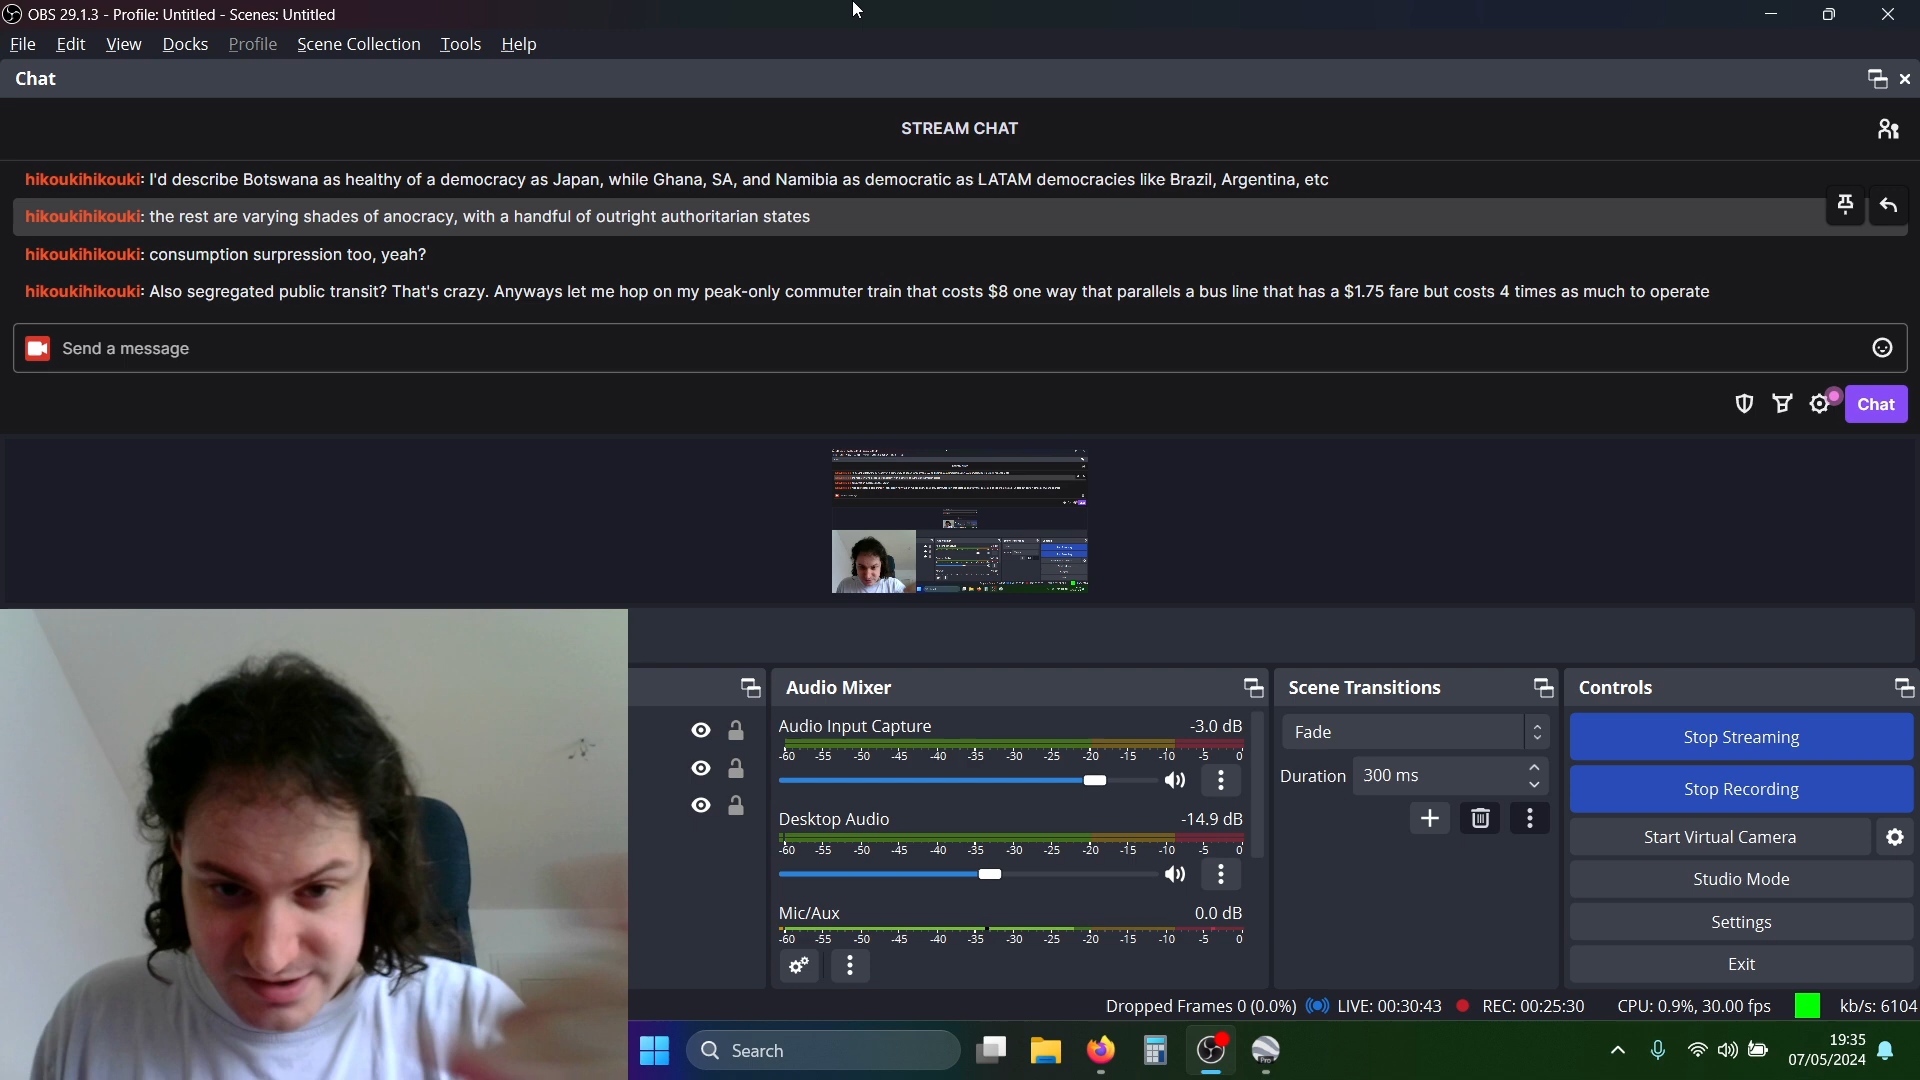 OBS 29.1.3 - Profile: Untitled - Scenes: Untitled
File Edit View Docks Profile Scene Collection Tools Help
Chat
STREAM CHAT
hikoukihikouki: I'd describe Botswana as healthy of a democracy as Japan, while Ghana, SA, and Namibia as democratic as LATAM democracies like Brazil, Argentina, etc
hikoukihikouki: the rest are varying shades of anocracy, with a handful of outright authoritarian states
hikoukihikouki: consumption surpression too, yeah?
hikoukihikouki: Also segregated public transit? That's crazy. Anyways let me hop on my peak-only commuter train that costs $8 one way that parallels a bus line that has a $1.75 fare but costs 4 times as much to operate
Send a message
Chat
Audio Mixer
Audio Input Capture -3.0 dB
-60 -55 -50 -45 -40 -35 -30 -25 -20 -15 -10 -5 0
Desktop Audio -14.9 dB
-60 -55 -50 -45 -40 -35 -30 -25 -20 -15 -10 -5 0
Mic/Aux 0.0 dB
-60 -55 -50 -45 -40 -35 -30 -25 -20 -15 -10 -5 0
Scene Transitions
Fade
Duration 300 ms
Controls
Stop Streaming
Stop Recording
Start Virtual Camera
Studio Mode
Settings
Exit
Dropped Frames 0 (0.0%) LIVE: 00:30:43 REC: 00:25:30 CPU: 0.9%, 30.00 fps kb/s: 6104
Search
19:35
07/05/2024